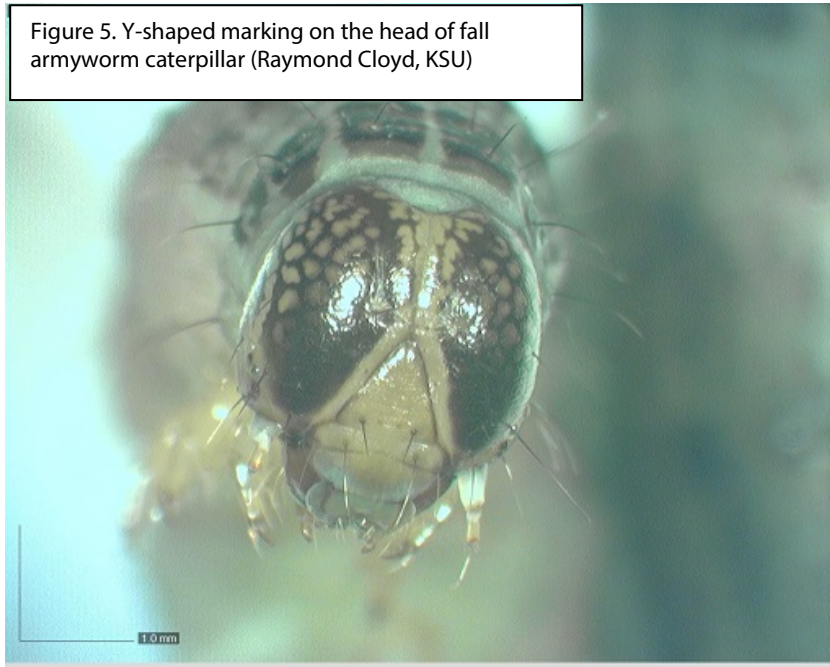 Figure 5. Y-shaped marking on the head of fall
armyworm caterpillar (Raymond Cloyd, KSU)
1.0 mm